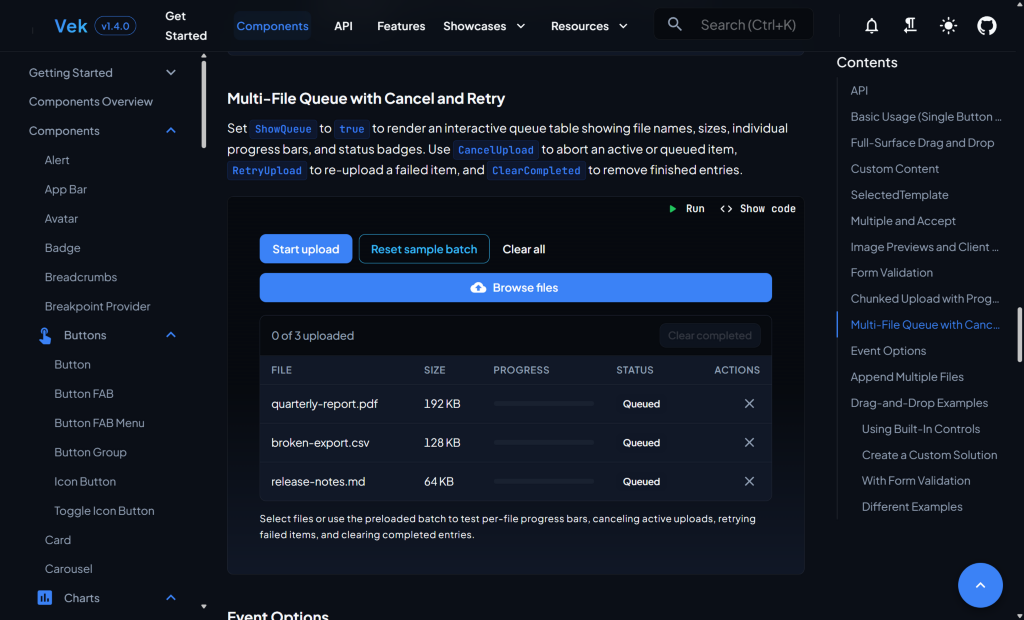 Vek
v1.4.0
Get Started
Components
API
Features
Showcases
Resources
Search (Ctrl+K)
Getting Started
Components Overview
Components
Alert
App Bar
Avatar
Badge
Breadcrumbs
Breakpoint Provider
Buttons
Button
Button FAB
Button FAB Menu
Button Group
Icon Button
Toggle Icon Button
Card
Carousel
Charts
Multi-File Queue with Cancel and Retry
Set ShowQueue to true to render an interactive queue table showing file names, sizes, individual
progress bars, and status badges. Use CancelUpload to abort an active or queued item,
RetryUpload to re-upload a failed item, and ClearCompleted to remove finished entries.
Run
<> Show code
Start upload
Reset sample batch
Clear all
Browse files
0 of 3 uploaded
Clear completed
FILE SIZE PROGRESS STATUS ACTIONS
quarterly-report.pdf 192 KB Queued
broken-export.csv 128 KB Queued
release-notes.md 64 KB Queued
Select files or use the preloaded batch to test per-file progress bars, canceling active uploads, retrying
failed items, and clearing completed entries.
Event Options
Contents
API
Basic Usage (Single Button ...
Full-Surface Drag and Drop
Custom Content
SelectedTemplate
Multiple and Accept
Image Previews and Client ...
Form Validation
Chunked Upload with Prog...
Multi-File Queue with Canc...
Event Options
Append Multiple Files
Drag-and-Drop Examples
Using Built-In Controls
Create a Custom Solution
With Form Validation
Different Examples